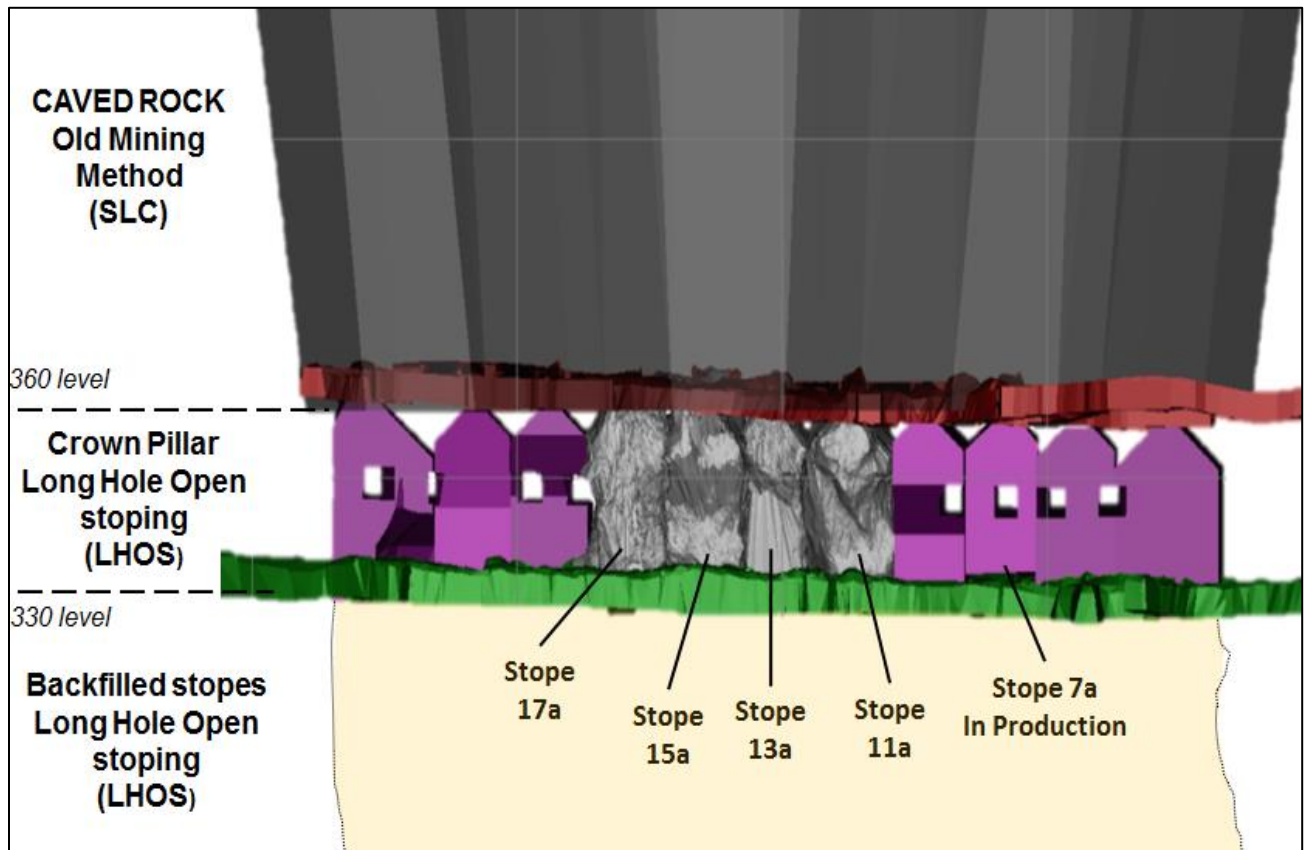 CAVED ROCK
Old Mining
Method
(SLC)
360 level
Crown Pillar
Long Hole Open
stoping
(LHOS)
330 level
Backfilled stopes
Long Hole Open
stoping
(LHOS)
Stope
17a
Stope
15a
Stope
13a
Stope
11a
Stope 7a
In Production